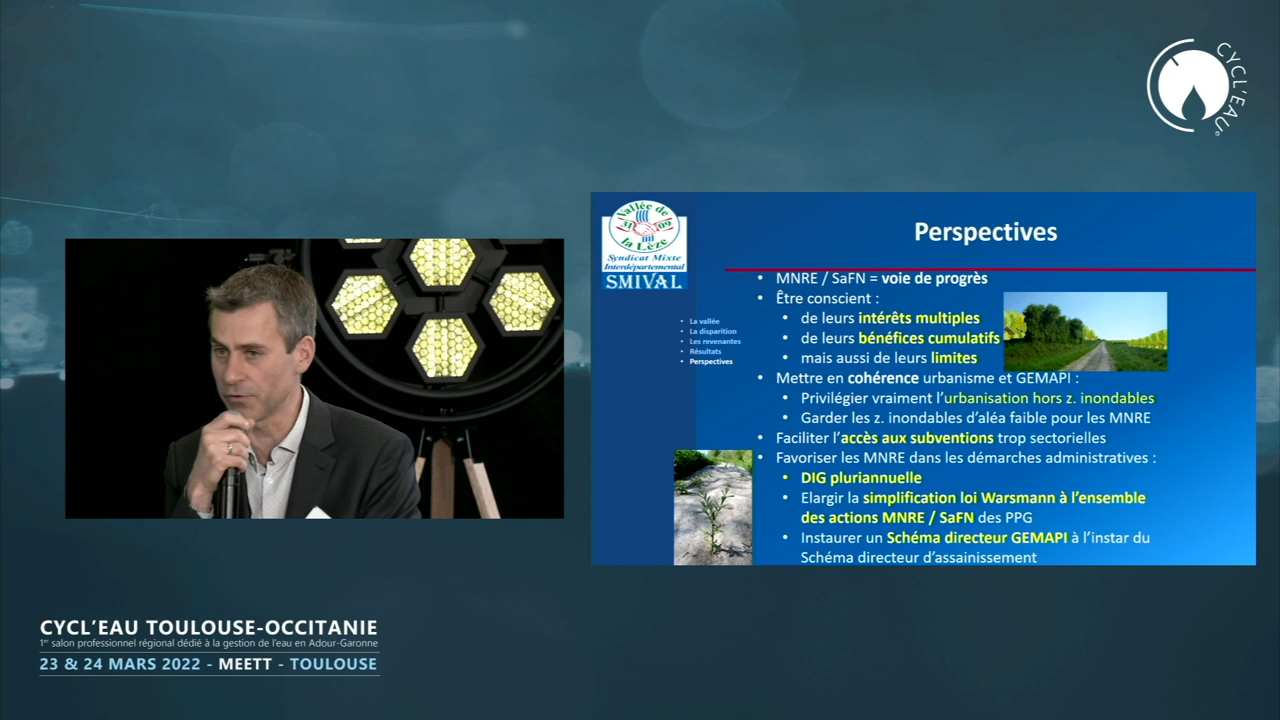 CYCL'EAU
Vallée de
31 09
la Lèze
Syndicat Mixte
Interdépartemental
SMIVAL
• La vallée
• La disparition
• Les revenantes
• Résultats
• Perspectives
Perspectives
• MNRE / SaFN = voie de progrès
• Être conscient :
• de leurs intérêts multiples
• de leurs bénéfices cumulatifs
• mais aussi de leurs limites
• Mettre en cohérence urbanisme et GEMAPI :
• Privilégier vraiment l'urbanisation hors z. inondables
• Garder les z. inondables d'aléa faible pour les MNRE
• Faciliter l'accès aux subventions trop sectorielles
• Favoriser les MNRE dans les démarches administratives :
• DIG pluriannuelle
• Elargir la simplification loi Warsmann à l'ensemble
des actions MNRE / SaFN des PPG
• Instaurer un Schéma directeur GEMAPI à l'instar du
Schéma directeur d'assainissement
CYCL'EAU TOULOUSE-OCCITANIE
1er salon professionnel régional dédié à la gestion de l'eau en Adour-Garonne
23 & 24 MARS 2022 - MEETT - TOULOUSE